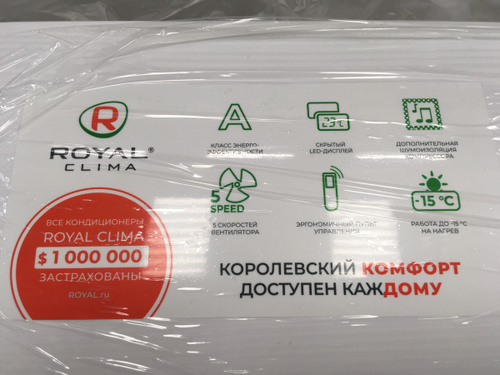 R
ROYAL®
CLIMA
A
КЛАСС ЭНЕРГО-
ЭФФЕКТИВНОСТИ
23°C
СКРЫТЫЙ
LED-ДИСПЛЕЙ
ДОПОЛНИТЕЛЬНАЯ
ШУМОИЗОЛЯЦИЯ
КОМПРЕССОРА
5
SPEED
5 СКОРОСТЕЙ
ВЕНТИЛЯТОРА
ЭРГОНОМИЧНЫЙ ПУЛЬТ
УПРАВЛЕНИЯ
-15 °C
РАБОТА ДО -15 °C
НА НАГРЕВ
ВСЕ КОНДИЦИОНЕРЫ
ROYAL CLIMA
$ 1 000 000
ЗАСТРАХОВАНЫ
ROYAL.ru
КОРОЛЕВСКИЙ КОМФОРТ
ДОСТУПЕН КАЖДОМУ